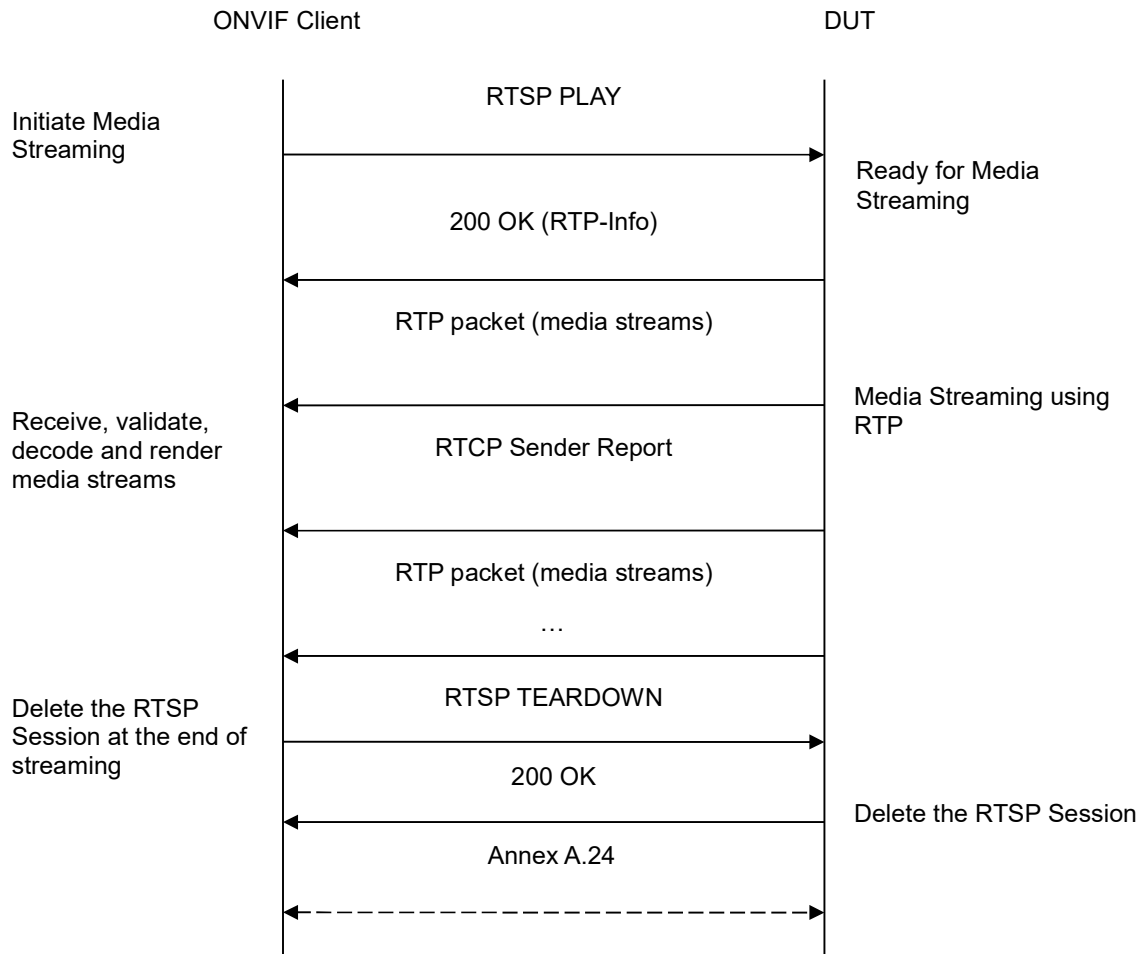 ONVIF Client
DUT
RTSP PLAY
Initiate Media
Streaming
Ready for Media
Streaming
200 OK (RTP-Info)
RTP packet (media streams)
Media Streaming using
RTP
Receive, validate,
decode and render
media streams
RTCP Sender Report
RTP packet (media streams)
…
RTSP TEARDOWN
Delete the RTSP
Session at the end of
streaming
200 OK
Delete the RTSP Session
Annex A.24